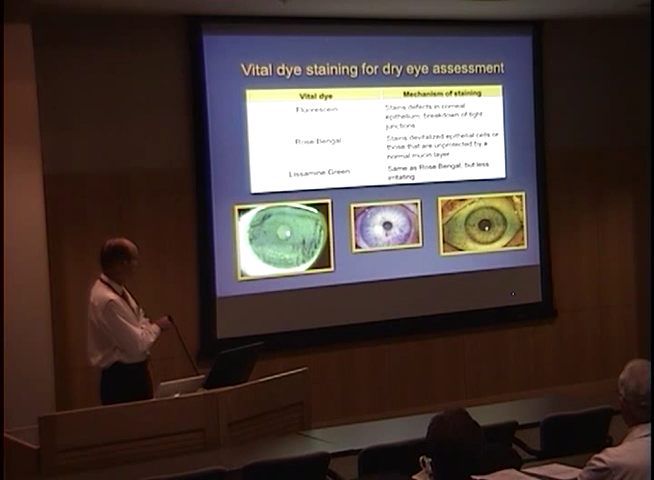 Vital dye staining for dry eye assessment
Vital dye
Mechanism of staining
Fluorescein
Stains defects in corneal
epithelium; breakdown of tight
junctions
Rose Bengal
Stains devitalized epithelial cells or
those that are unprotected by a
normal mucin layer
Lissamine Green
Same as Rose Bengal, but less
irritating